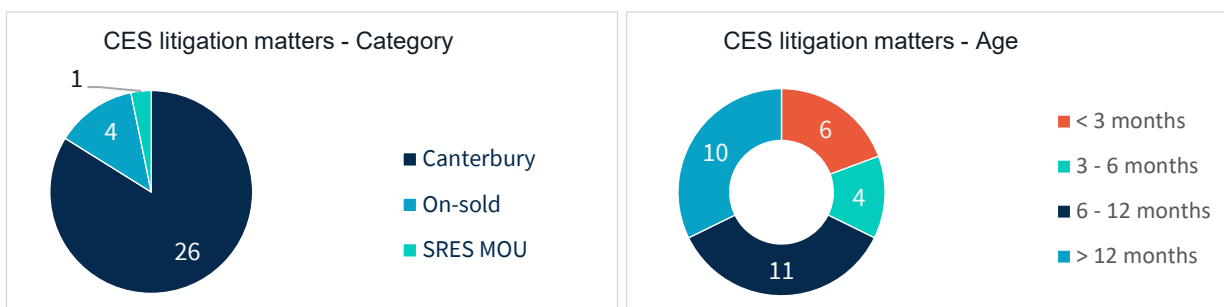 CES litigation matters - Category
1
4
26
Canterbury
On-sold
SRES MOU
CES litigation matters - Age
6
4
11
10
< 3 months
3 - 6 months
6 - 12 months
> 12 months